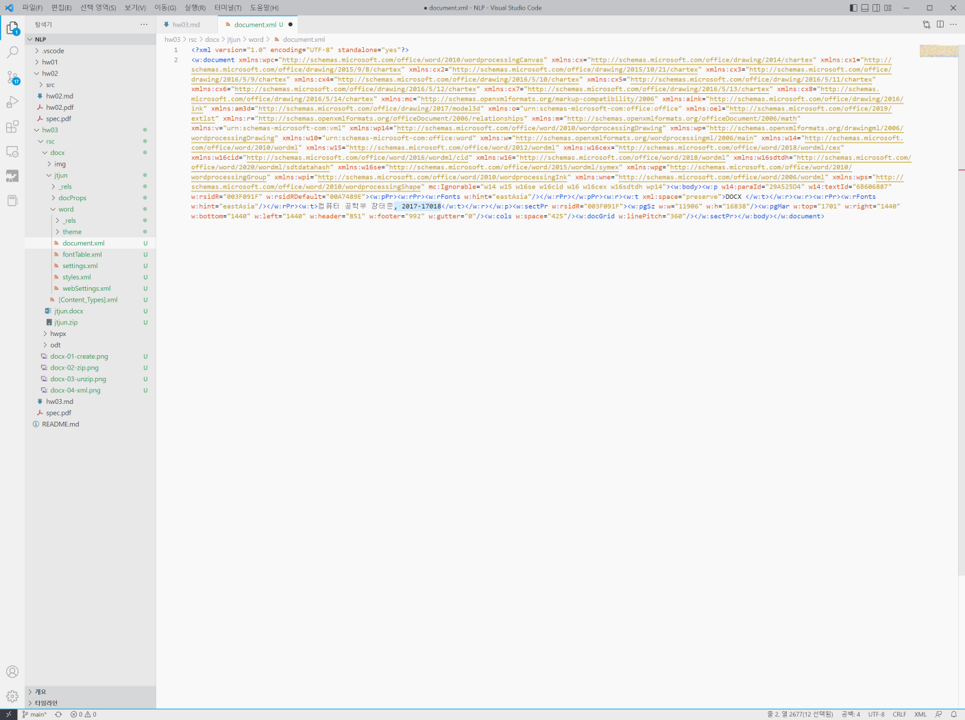 파일(F) 편집(E) 선택 영역(S) 보기(V) 이동(G) 실행(R) 터미널(T) 도움말(H)
● document.xml - NLP - Visual Studio Code
탐색기
hw03.md
document.xml U
NLP
hw03 > rsc > docx > jtjun > word > document.xml
.vscode
hw01
hw02
src
hw02.md
hw02.pdf
spec.pdf
hw03
rsc
docx
img
jtjun
_rels
docProps
word
_rels
theme
document.xml U
fontTable.xml U
settings.xml U
styles.xml U
webSettings.xml U
[Content_Types].xml U
jtjun.docx U
jtjun.zip U
hwpx
odt
docx-01-create.png U
docx-02-zip.png U
docx-03-unzip.png U
docx-04-xml.png U
hw03.md
spec.pdf
README.md
1 <?xml version="1.0" encoding="UTF-8" standalone="yes"?>
2 <w:document xmlns:wpc="http://schemas.microsoft.com/office/word/2010/wordprocessingCanvas" xmlns:cx="http://schemas.microsoft.com/office/drawing/2014/chartex" xmlns:cx1="http://
schemas.microsoft.com/office/drawing/2015/9/8/chartex" xmlns:cx2="http://schemas.microsoft.com/office/drawing/2015/10/21/chartex" xmlns:cx3="http://schemas.microsoft.com/office/
drawing/2016/5/9/chartex" xmlns:cx4="http://schemas.microsoft.com/office/drawing/2016/5/10/chartex" xmlns:cx5="http://schemas.microsoft.com/office/drawing/2016/5/11/chartex"
xmlns:cx6="http://schemas.microsoft.com/office/drawing/2016/5/12/chartex" xmlns:cx7="http://schemas.microsoft.com/office/drawing/2016/5/13/chartex" xmlns:cx8="http://schemas.
microsoft.com/office/drawing/2016/5/14/chartex" xmlns:mc="http://schemas.openxmlformats.org/markup-compatibility/2006" xmlns:aink="http://schemas.microsoft.com/office/drawing/2016/
ink" xmlns:am3d="http://schemas.microsoft.com/office/drawing/2017/model3d" xmlns:o="urn:schemas-microsoft-com:office:office" xmlns:oel="http://schemas.microsoft.com/office/2019/
extlst" xmlns:r="http://schemas.openxmlformats.org/officeDocument/2006/relationships" xmlns:m="http://schemas.openxmlformats.org/officeDocument/2006/math"
xmlns:v="urn:schemas-microsoft-com:vml" xmlns:wp14="http://schemas.microsoft.com/office/word/2010/wordprocessingDrawing" xmlns:wp="http://schemas.openxmlformats.org/drawingml/2006/
wordprocessingDrawing" xmlns:w10="urn:schemas-microsoft-com:office:word" xmlns:w="http://schemas.openxmlformats.org/wordprocessingml/2006/main" xmlns:w14="http://schemas.microsoft.
com/office/word/2010/wordml" xmlns:w15="http://schemas.microsoft.com/office/word/2012/wordml" xmlns:w16cex="http://schemas.microsoft.com/office/word/2018/wordml/cex"
xmlns:w16cid="http://schemas.microsoft.com/office/word/2016/wordml/cid" xmlns:w16="http://schemas.microsoft.com/office/word/2018/wordml" xmlns:w16sdtdh="http://schemas.microsoft.com/
office/word/2020/wordml/sdtdatahash" xmlns:w16se="http://schemas.microsoft.com/office/word/2015/wordml/symex" xmlns:wpg="http://schemas.microsoft.com/office/word/2010/
wordprocessingGroup" xmlns:wpi="http://schemas.microsoft.com/office/word/2010/wordprocessingInk" xmlns:wne="http://schemas.microsoft.com/office/word/2006/wordml" xmlns:wps="http://
schemas.microsoft.com/office/word/2010/wordprocessingShape" mc:Ignorable="w14 w15 w16se w16cid w16 w16cex w16sdtdh wp14"><w:body><w:p w14:paraId="29A525D4" w14:textId="6B606887"
w:rsidR="003F091F" w:rsidRDefault="00A7489E"><w:pPr><w:rPr><w:rFonts w:hint="eastAsia"/></w:rPr></w:pPr><w:r><w:t xml:space="preserve">DOCX </w:t></w:r><w:r><w:rPr><w:rFonts
w:hint="eastAsia"/></w:rPr><w:t>컴퓨터 공학부 장태준, 2017-17018</w:t></w:r></w:p><w:sectPr w:rsidR="003F091F"><w:pgSz w:w="11906" w:h="16838"/><w:pgMar w:top="1701" w:right="1440"
w:bottom="1440" w:left="1440" w:header="851" w:footer="992" w:gutter="0"/><w:cols w:space="425"/><w:docGrid w:linePitch="360"/></w:sectPr></w:body></w:document>
개요
타임라인
main* 0 0
줄 2, 열 2677(12 선택됨) 공백: 4 UTF-8 CRLF XML